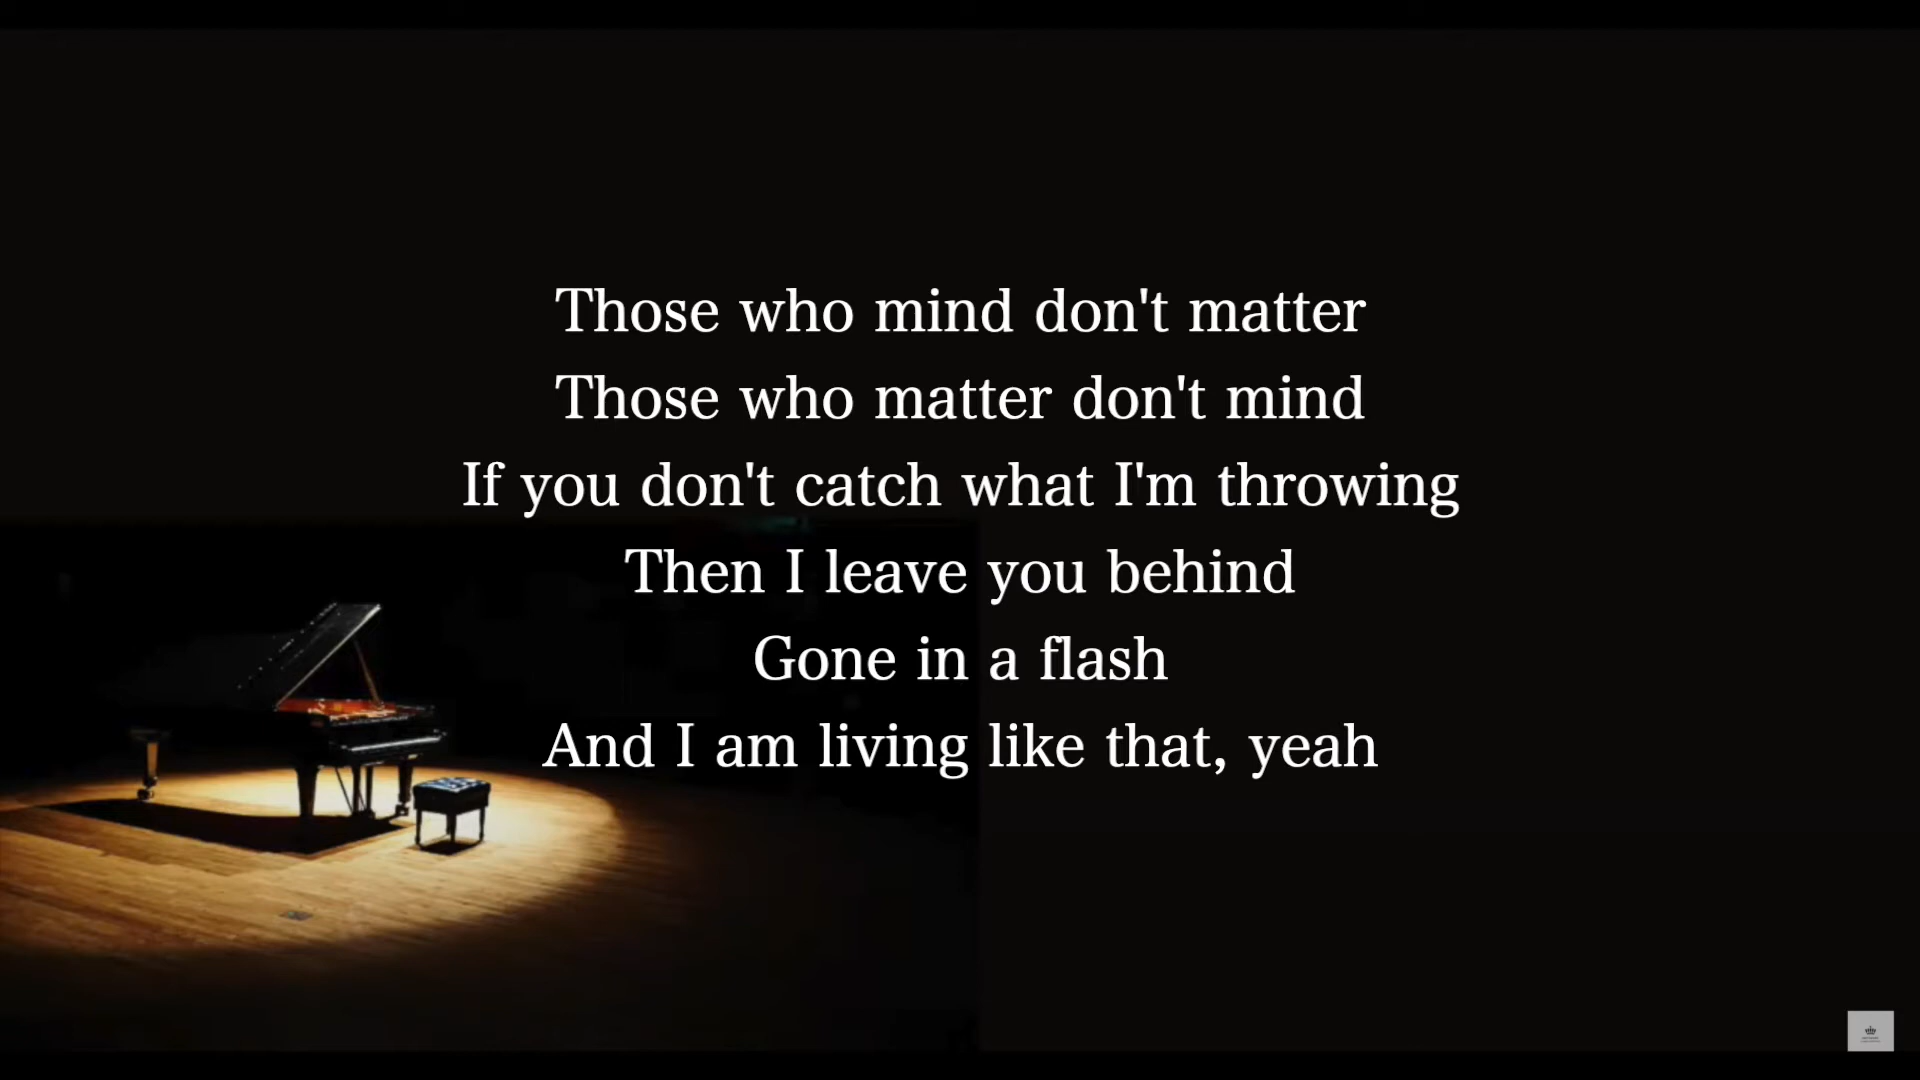 Those who mind don't matter
Those who matter don't mind
If you don't catch what I'm throwing
Then I leave you behind
Gone in a flash
And I am living like that, yeah